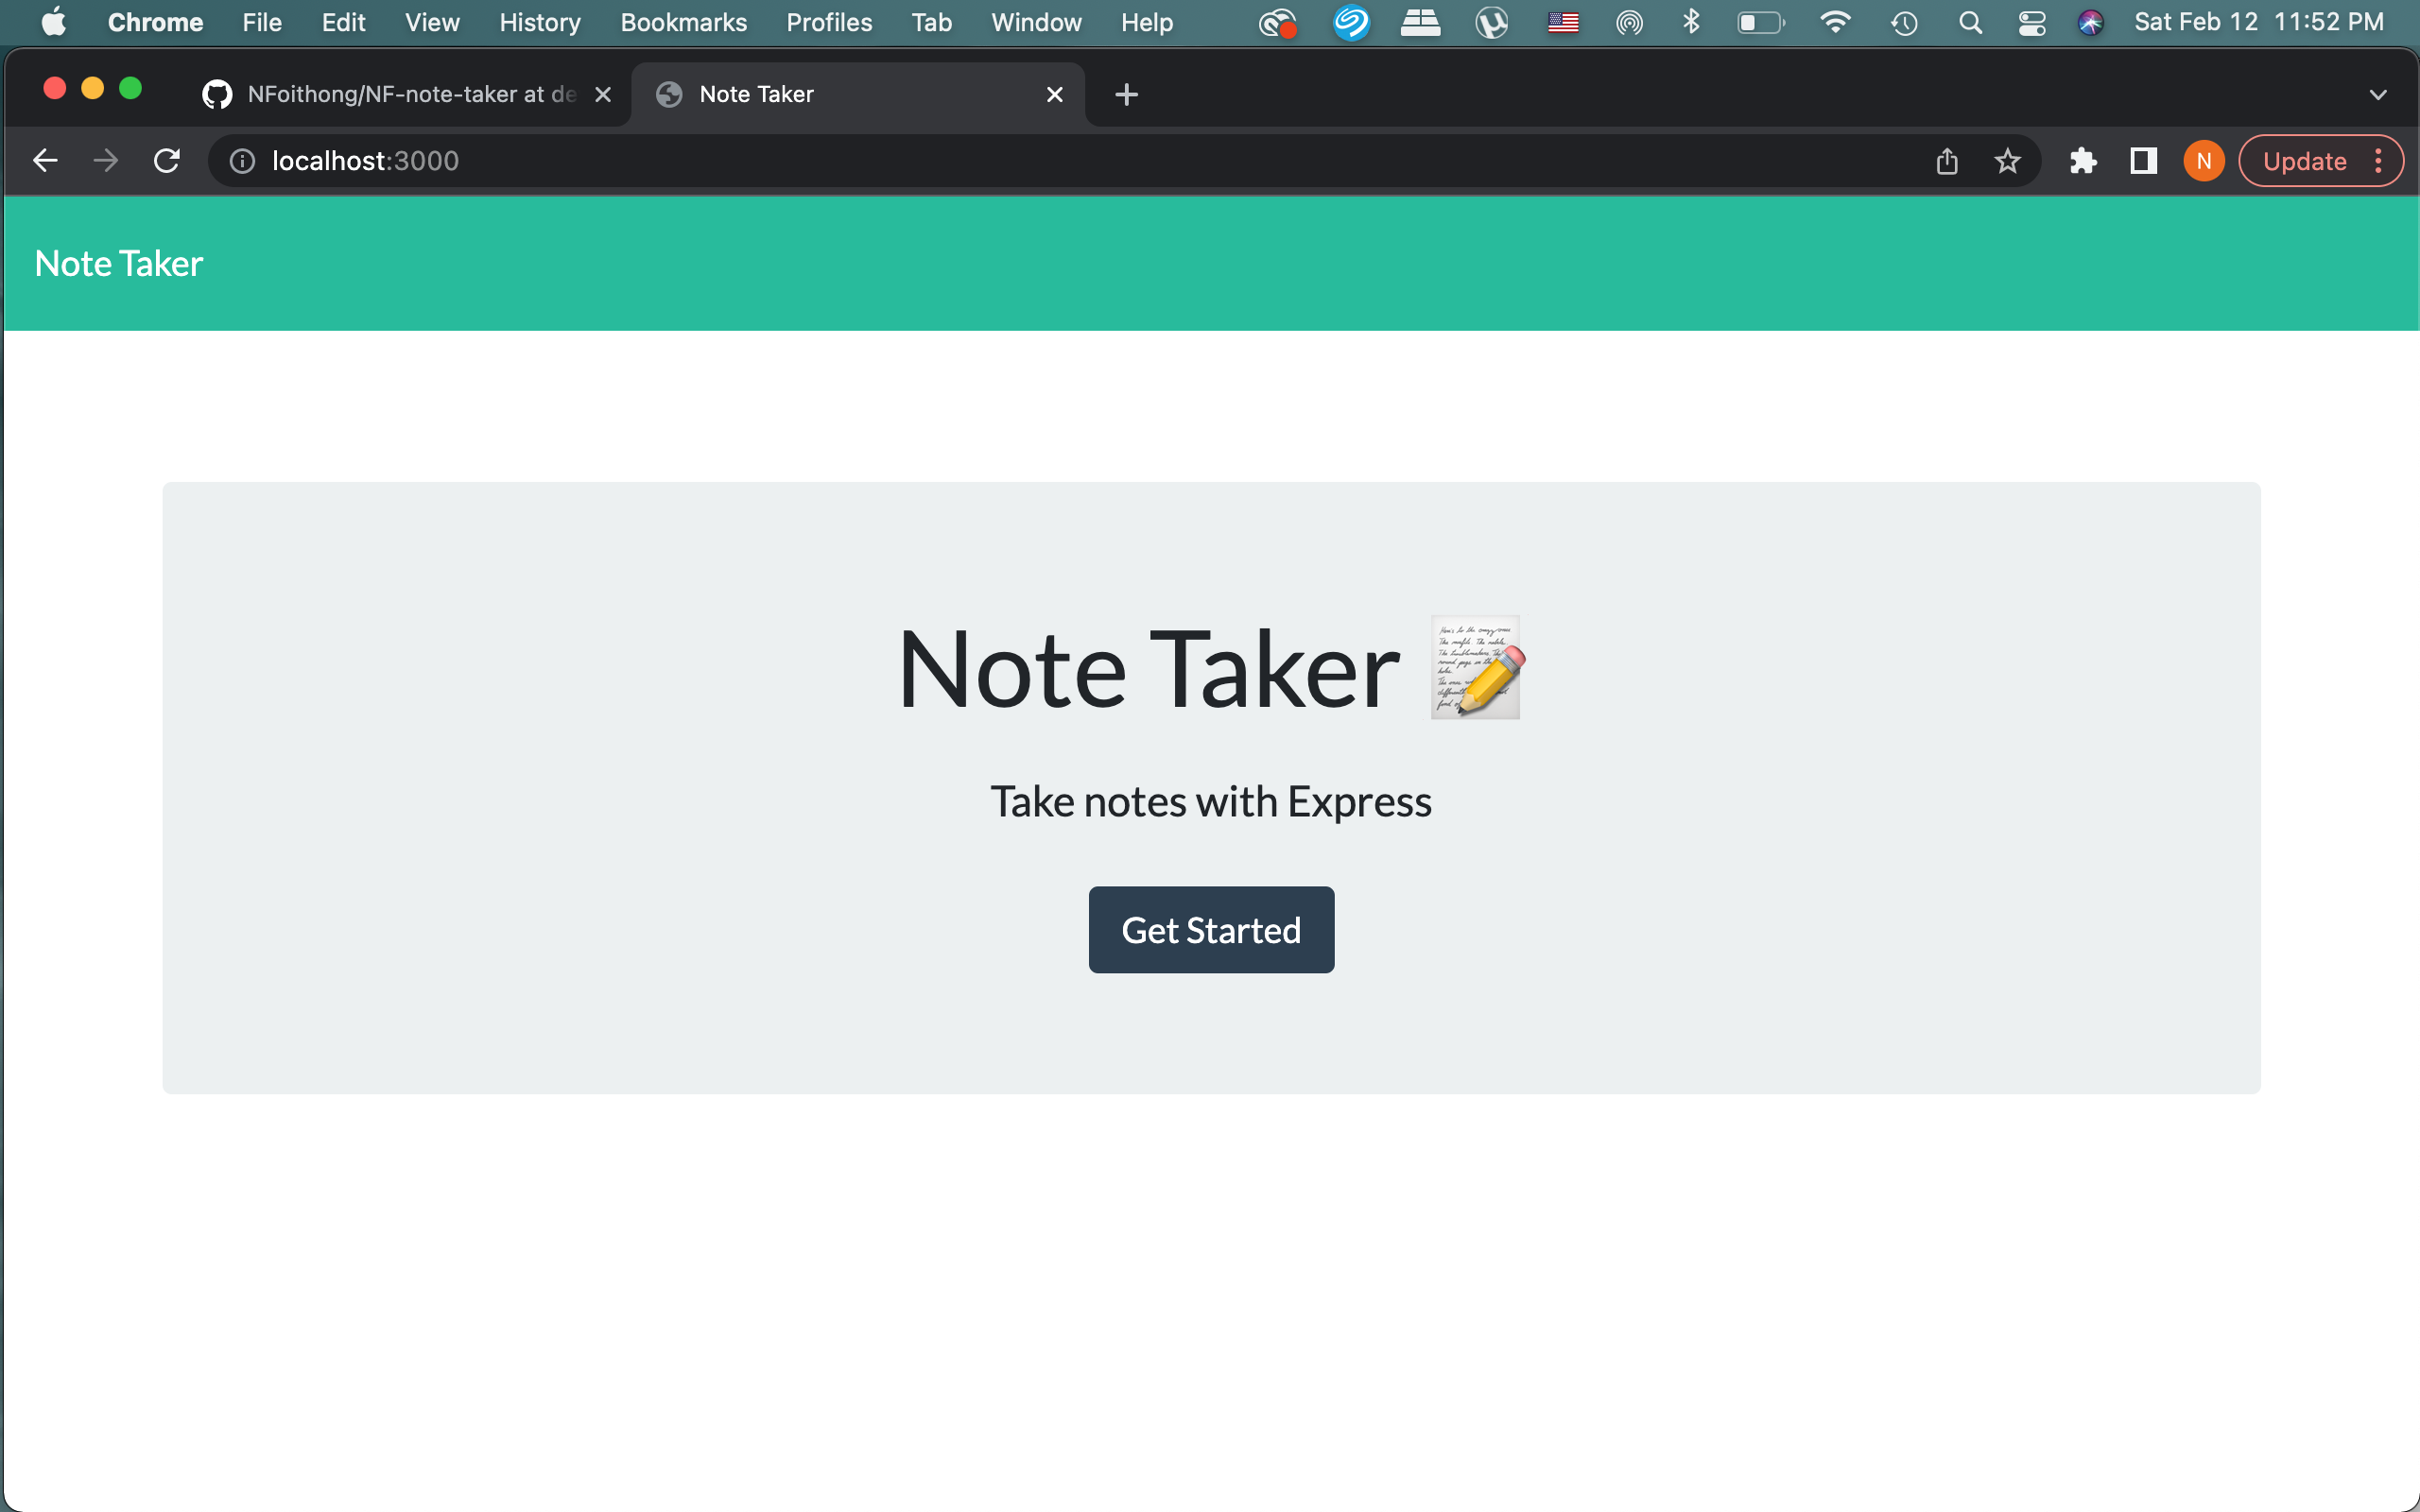 Chrome File Edit View History Bookmarks Profiles Tab Window Help Sat Feb 12 11:52 PM
NFoithong/NF-note-taker at de Note Taker
localhost:3000 N Update
Note Taker
Note Taker
Take notes with Express
Get Started